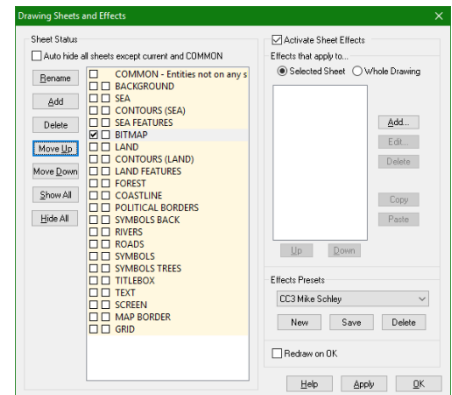 Drawing Sheets and Effects
Sheet Status
Auto hide all sheets except current and COMMON
Rename
Add
Delete
Move Up
Move Down
Show All
Hide All
COMMON - Entities not on any s
BACKGROUND
SEA
CONTOURS (SEA)
SEA FEATURES
BITMAP
LAND
CONTOURS (LAND)
LAND FEATURES
FOREST
COASTLINE
POLITICAL BORDERS
SYMBOLS BACK
RIVERS
ROADS
SYMBOLS
SYMBOLS TREES
TITLEBOX
TEXT
SCREEN
MAP BORDER
GRID
Activate Sheet Effects
Effects that apply to...
Selected Sheet Whole Drawing
Add...
Edit...
Delete
Copy
Paste
Up Down
Effects Presets
CC3 Mike Schley
New Save Delete
Redraw on OK
Help Apply OK